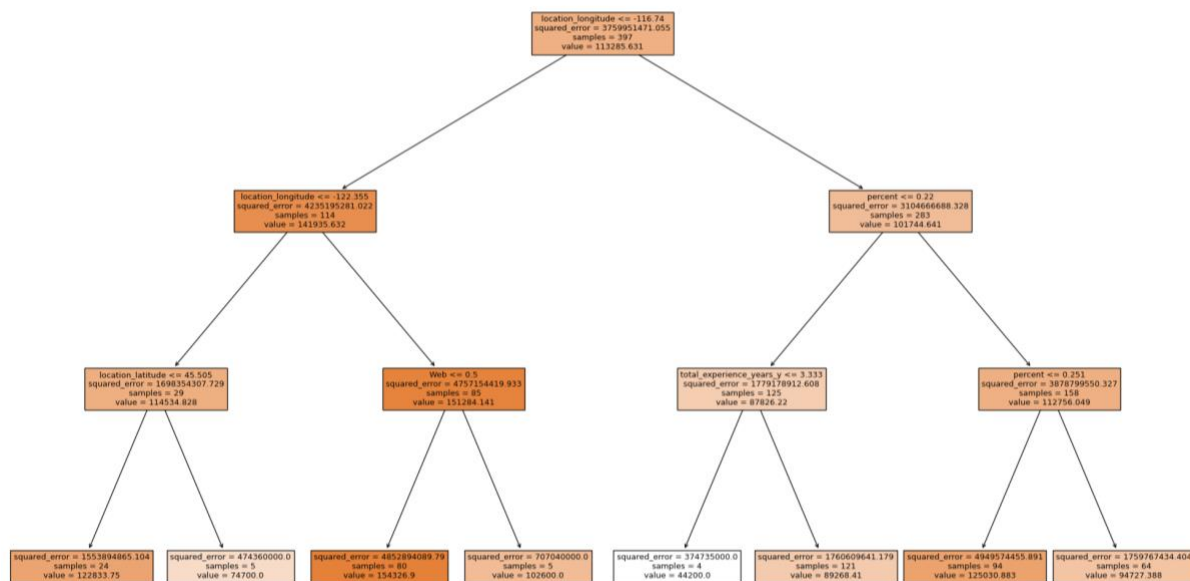 location_longitude <= -116.74
squared_error = 3759951471.055
samples = 397
value = 113285.631
location_longitude <= -122.355
squared_error = 4235195281.022
samples = 114
value = 141935.632
percent <= 0.22
squared_error = 3104666688.328
samples = 283
value = 101744.641
location_latitude <= 45.505
squared_error = 1698354307.729
samples = 29
value = 114534.828
Web <= 0.5
squared_error = 4757154419.933
samples = 85
value = 151284.141
total_experience_years_y <= 3.333
squared_error = 1779178912.608
samples = 125
value = 87826.22
percent <= 0.251
squared_error = 3878799550.327
samples = 158
value = 112756.049
squared_error = 1553894865.104
samples = 24
value = 122833.75
squared_error = 474360000.0
samples = 5
value = 74700.0
squared_error = 4852894089.79
samples = 80
value = 154326.9
squared_error = 707040000.0
samples = 5
value = 102600.0
squared_error = 374735000.0
samples = 4
value = 44200.0
squared_error = 1760609641.179
samples = 121
value = 89268.41
squared_error = 4949574455.891
samples = 94
value = 125030.883
squared_error = 1759767434.404
samples = 64
value = 94727.388